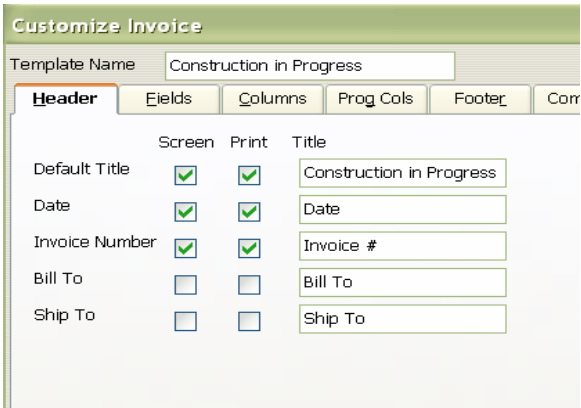 Customize Invoice
Template Name Construction in Progress
Header Fields Columns Prog Cols Footer Com
Screen Print Title
Default Title Construction in Progress
Date Date
Invoice Number Invoice #
Bill To Bill To
Ship To Ship To